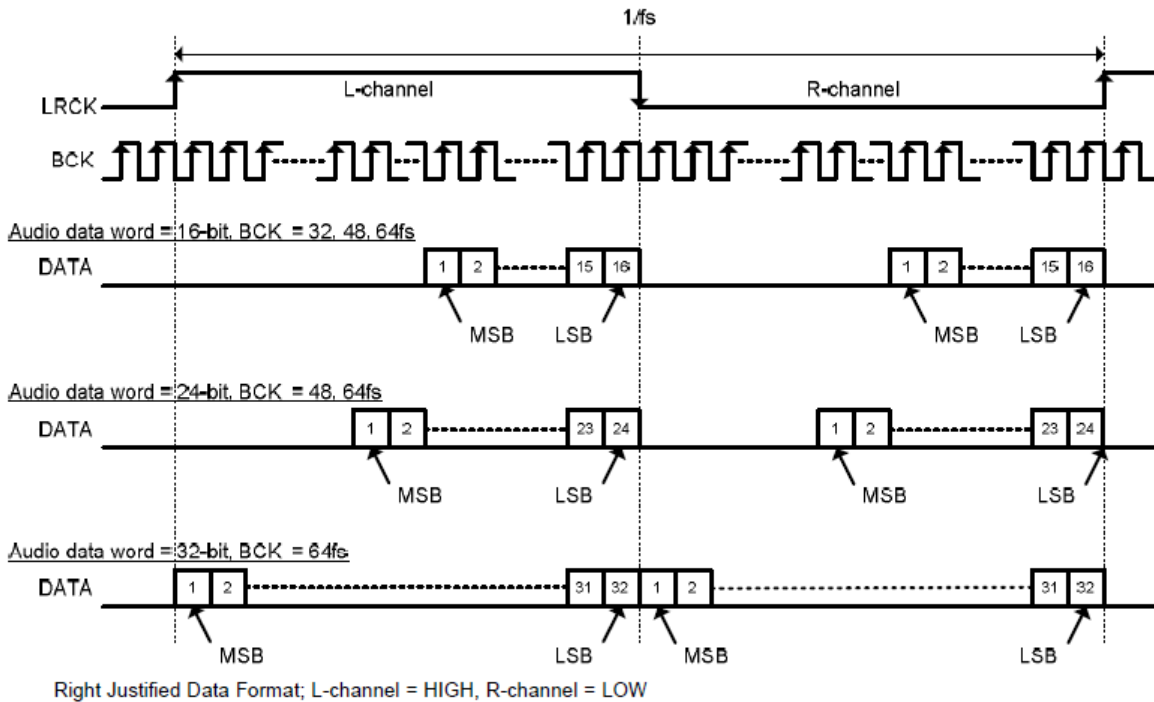 1/fs
L-channel R-channel
LRCK
BCK
Audio data word = 16-bit, BCK = 32, 48, 64fs
DATA 1 2 15 16 1 2 15 16
MSB LSB MSB LSB
Audio data word = 24-bit, BCK = 48, 64fs
DATA 1 2 23 24 1 2 23 24
MSB LSB MSB LSB
Audio data word = 32-bit, BCK = 64fs
DATA 1 2 31 32 1 2 31 32
MSB LSB MSB LSB
Right Justified Data Format; L-channel = HIGH, R-channel = LOW